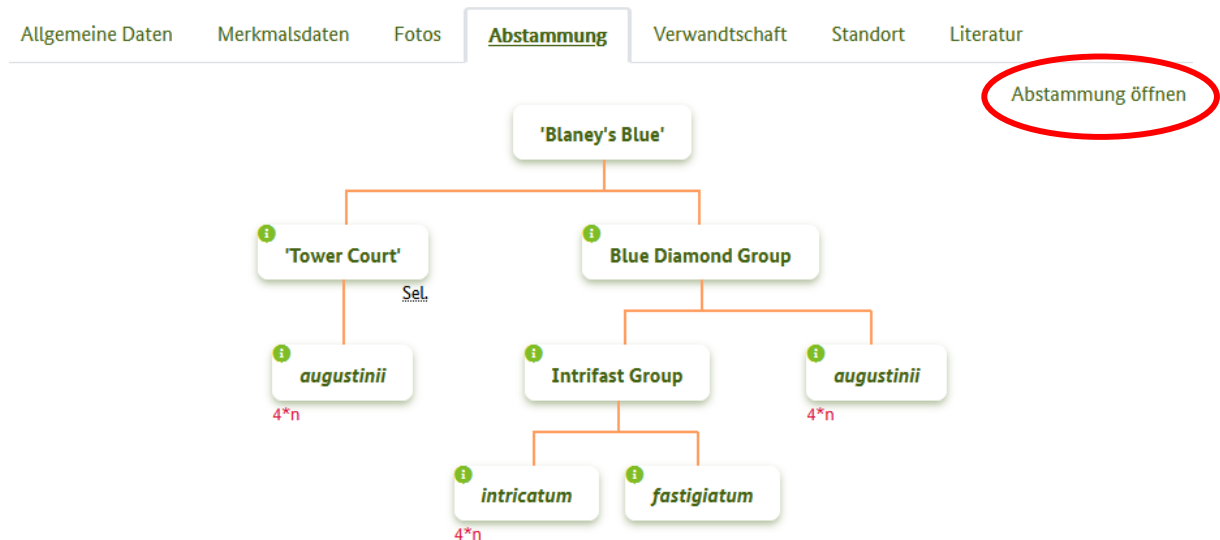 Allgemeine Daten Merkmalsdaten Fotos Abstammung Verwandtschaft Standort Literatur
Abstammung öffnen
'Blaney's Blue'
'Tower Court' Blue Diamond Group
Sel.
augustinii Intrifast Group augustinii
4*n 4*n
intricatum fastigiatum
4*n